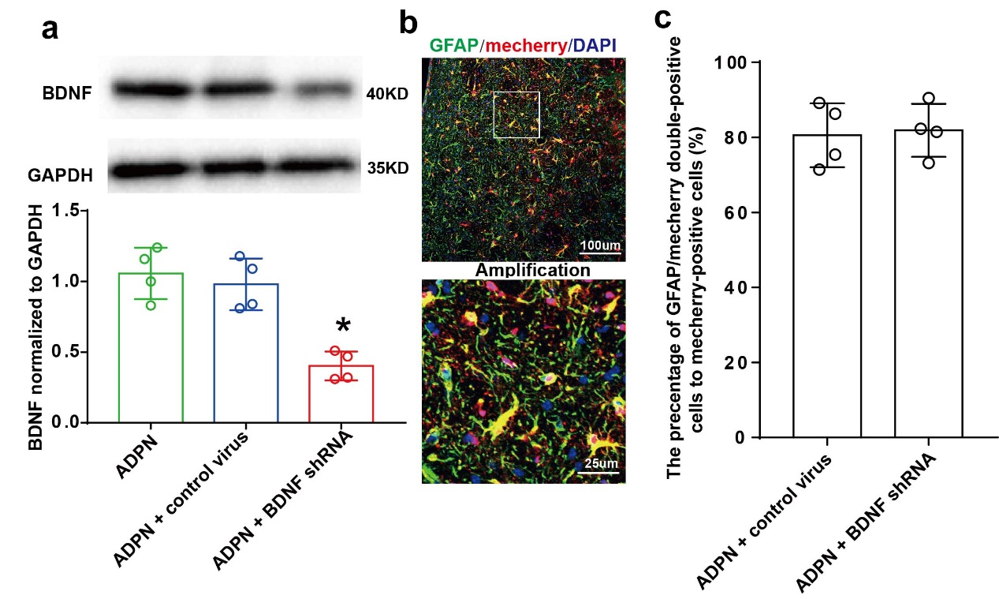 a
BDNF
40KD
GAPDH
35KD
BDNF normalized to GAPDH
1.5
1.0
0.5
0.0
*
ADPN
ADPN + control virus
ADPN + BDNF shRNA
b
GFAP/mecherry/DAPI
100um
Amplification
25um
c
The precentage of GFAP/mecherry double-positive
cells to mecherry-positive cells (%)
100
80
60
40
20
0
ADPN + control virus
ADPN + BDNF shRNA